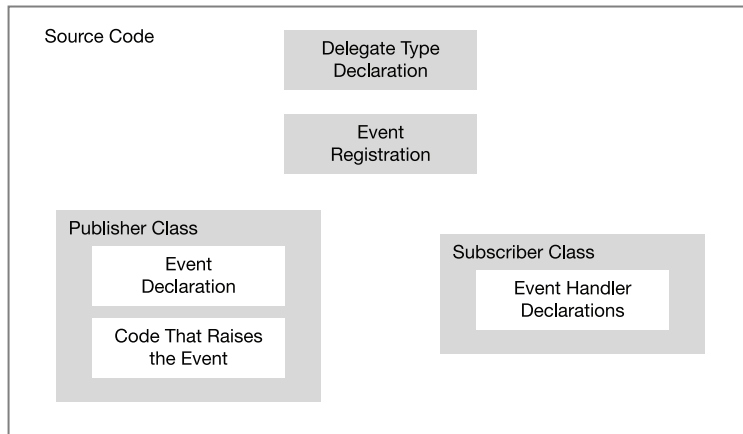 Source Code
Delegate Type
Declaration
Event
Registration
Publisher Class
Event
Declaration
Code That Raises
the Event
Subscriber Class
Event Handler
Declarations